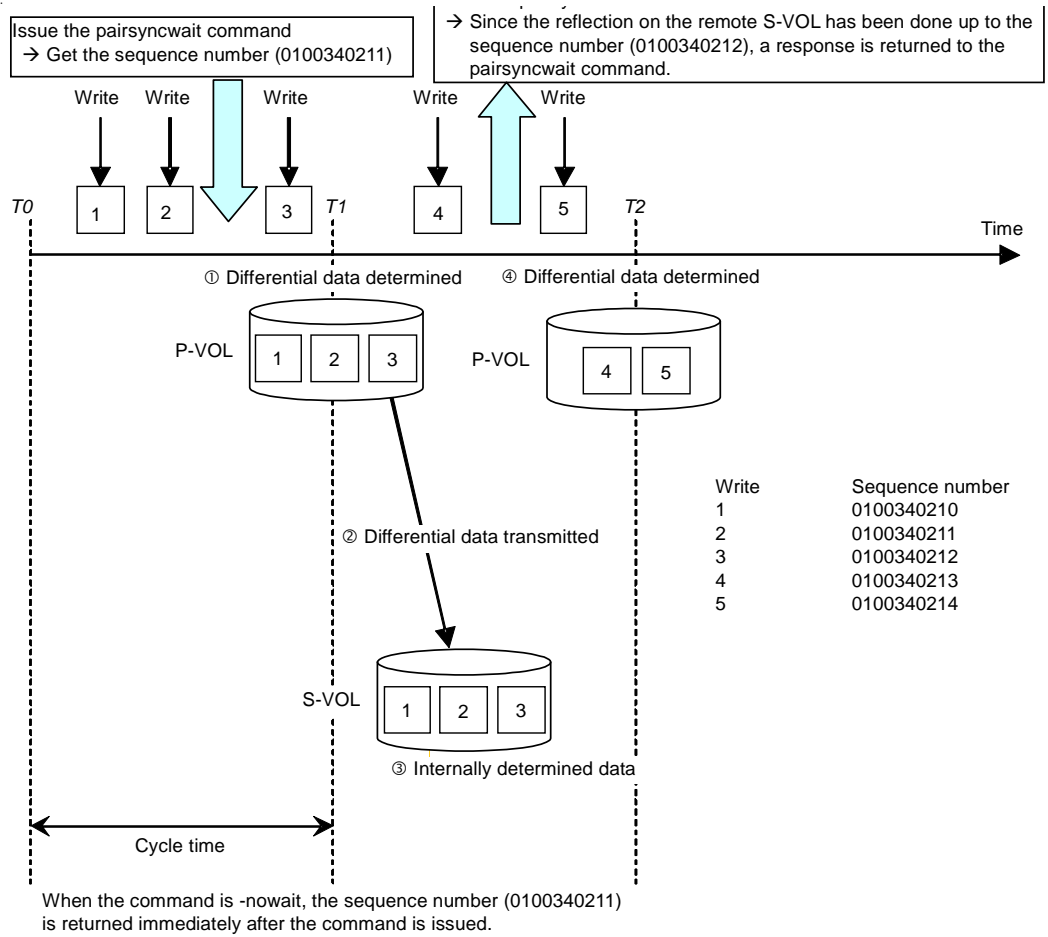 Issue the pairsyncwait command
→ Get the sequence number (0100340211)
→ Since the reflection on the remote S-VOL has been done up to the
sequence number (0100340212), a response is returned to the
pairsyncwait command.
Write Write Write Write Write
1 2 3 4 5
T0 T1 T2
Time
① Differential data determined
④ Differential data determined
P-VOL
1 2 3
P-VOL
4 5
Write Sequence number
1 0100340210
2 0100340211
3 0100340212
4 0100340213
5 0100340214
② Differential data transmitted
S-VOL
1 2 3
③ Internally determined data
Cycle time
When the command is -nowait, the sequence number (0100340211)
is returned immediately after the command is issued.